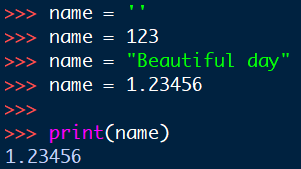 >>> name = ''
>>> name = 123
>>> name = "Beautiful day"
>>> name = 1.23456
>>>
>>> print(name)
1.23456